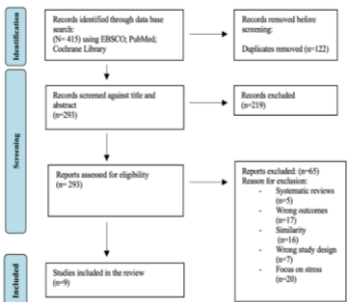 Identification
Records identified through data base
search:
(N= 415) using EBSCO; PubMed;
Cochrane Library
Records removed before
screening:
Duplicates removed (n=122)
Screening
Records screened against title and
abstract
(n=293)
Records excluded
(n=219)
Reports assessed for eligibility
(n= 293)
Reports excluded: (n=65)
Reason for exclusion:
- Systematic reviews
(n=5)
- Wrong outcomes
(n=17)
- Similarity
(n=16)
- Wrong study design
(n=7)
- Focus on stress
(n=20)
Included
Studies included in the review
(n=9)